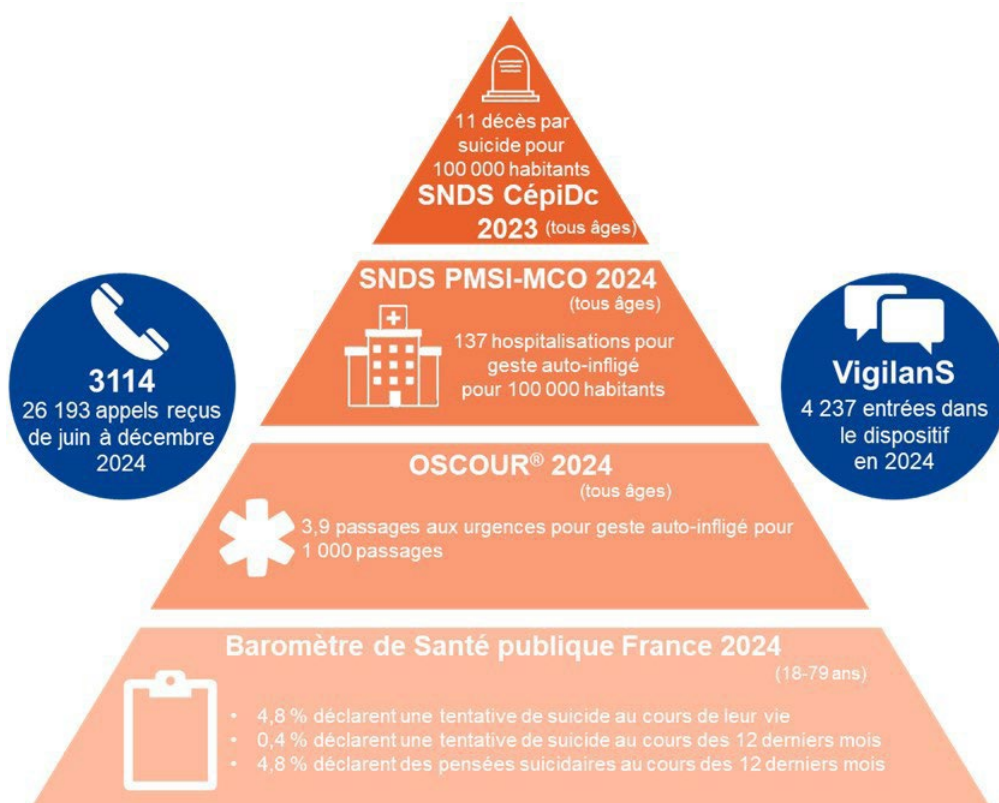 11 décès par
suicide pour
100 000 habitants
SNDS CépiDc
2023 (tous âges)
SNDS PMSI-MCO 2024
(tous âges)
137 hospitalisations pour
geste auto-infligé
pour 100 000 habitants
3114
26 193 appels reçus
de juin à décembre
2024
VigilanS
4 237 entrées dans
le dispositif
en 2024
OSCOUR® 2024
(tous âges)
3,9 passages aux urgences pour geste auto-infligé pour
1 000 passages
Baromètre de Santé publique France 2024
(18-79 ans)
• 4,8 % déclarent une tentative de suicide au cours de leur vie
• 0,4 % déclarent une tentative de suicide au cours des 12 derniers mois
• 4,8 % déclarent des pensées suicidaires au cours des 12 derniers mois